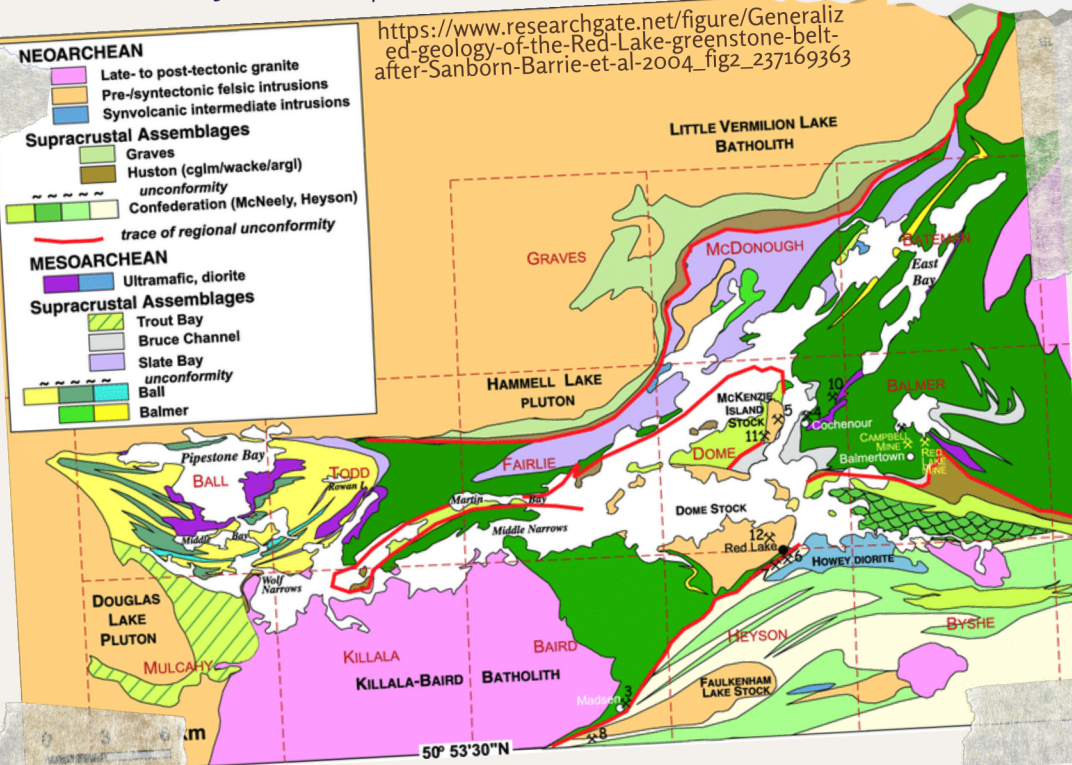 https://www.researchgate.net/figure/Generaliz
ed-geology-of-the-Red-Lake-greenstone-belt-
after-Sanborn-Barrie-et-al-2004_fig2_237169363
NEOARCHEAN
Late- to post-tectonic granite
Pre-/syntectonic felsic intrusions
Synvolcanic intermediate intrusions
Supracrustal Assemblages
Graves
Huston (cglm/wacke/argl)
unconformity
~ ~ ~ ~ ~
Confederation (McNeely, Heyson)
trace of regional unconformity
MESOARCHEAN
Ultramafic, diorite
Supracrustal Assemblages
Trout Bay
Bruce Channel
Slate Bay
unconformity
~ ~ ~ ~ ~
Ball
Balmer
LITTLE VERMILION LAKE
BATHOLITH
GRAVES
MCDONOUGH
BATEMAN
East
Bay
HAMMELL LAKE
PLUTON
MCKENZIE
ISLAND
STOCK
5
11
4
10
BALMER
Cochenour
CAMPBELL
MINE
RED
LAKE
MINE
Balmertown
DOME
FAIRLIE
Pipestone Bay
BALL
TODD
Rowan L.
Martin
Bay
Middle Narrows
Middle
Bay
DOME STOCK
12
Red Lake
6
HOWEY DIORITE
Wolf
Narrows
DOUGLAS
LAKE
PLUTON
MULCAHY
KILLALA
BAIRD
KILLALA-BAIRD BATHOLITH
HEYSON
BYSHE
FAULKENHAM
LAKE STOCK
Madsen
3
8
0 3 6 km
50° 53'30"N